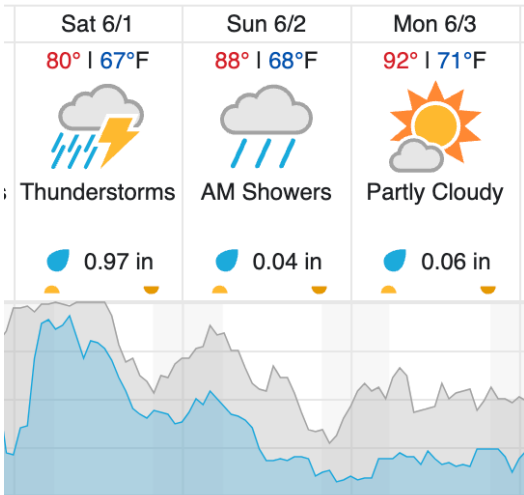 Sat 6/1
80° | 67°F
Thunderstorms
0.97 in
Sun 6/2
88° | 68°F
AM Showers
0.04 in
Mon 6/3
92° | 71°F
Partly Cloudy
0.06 in